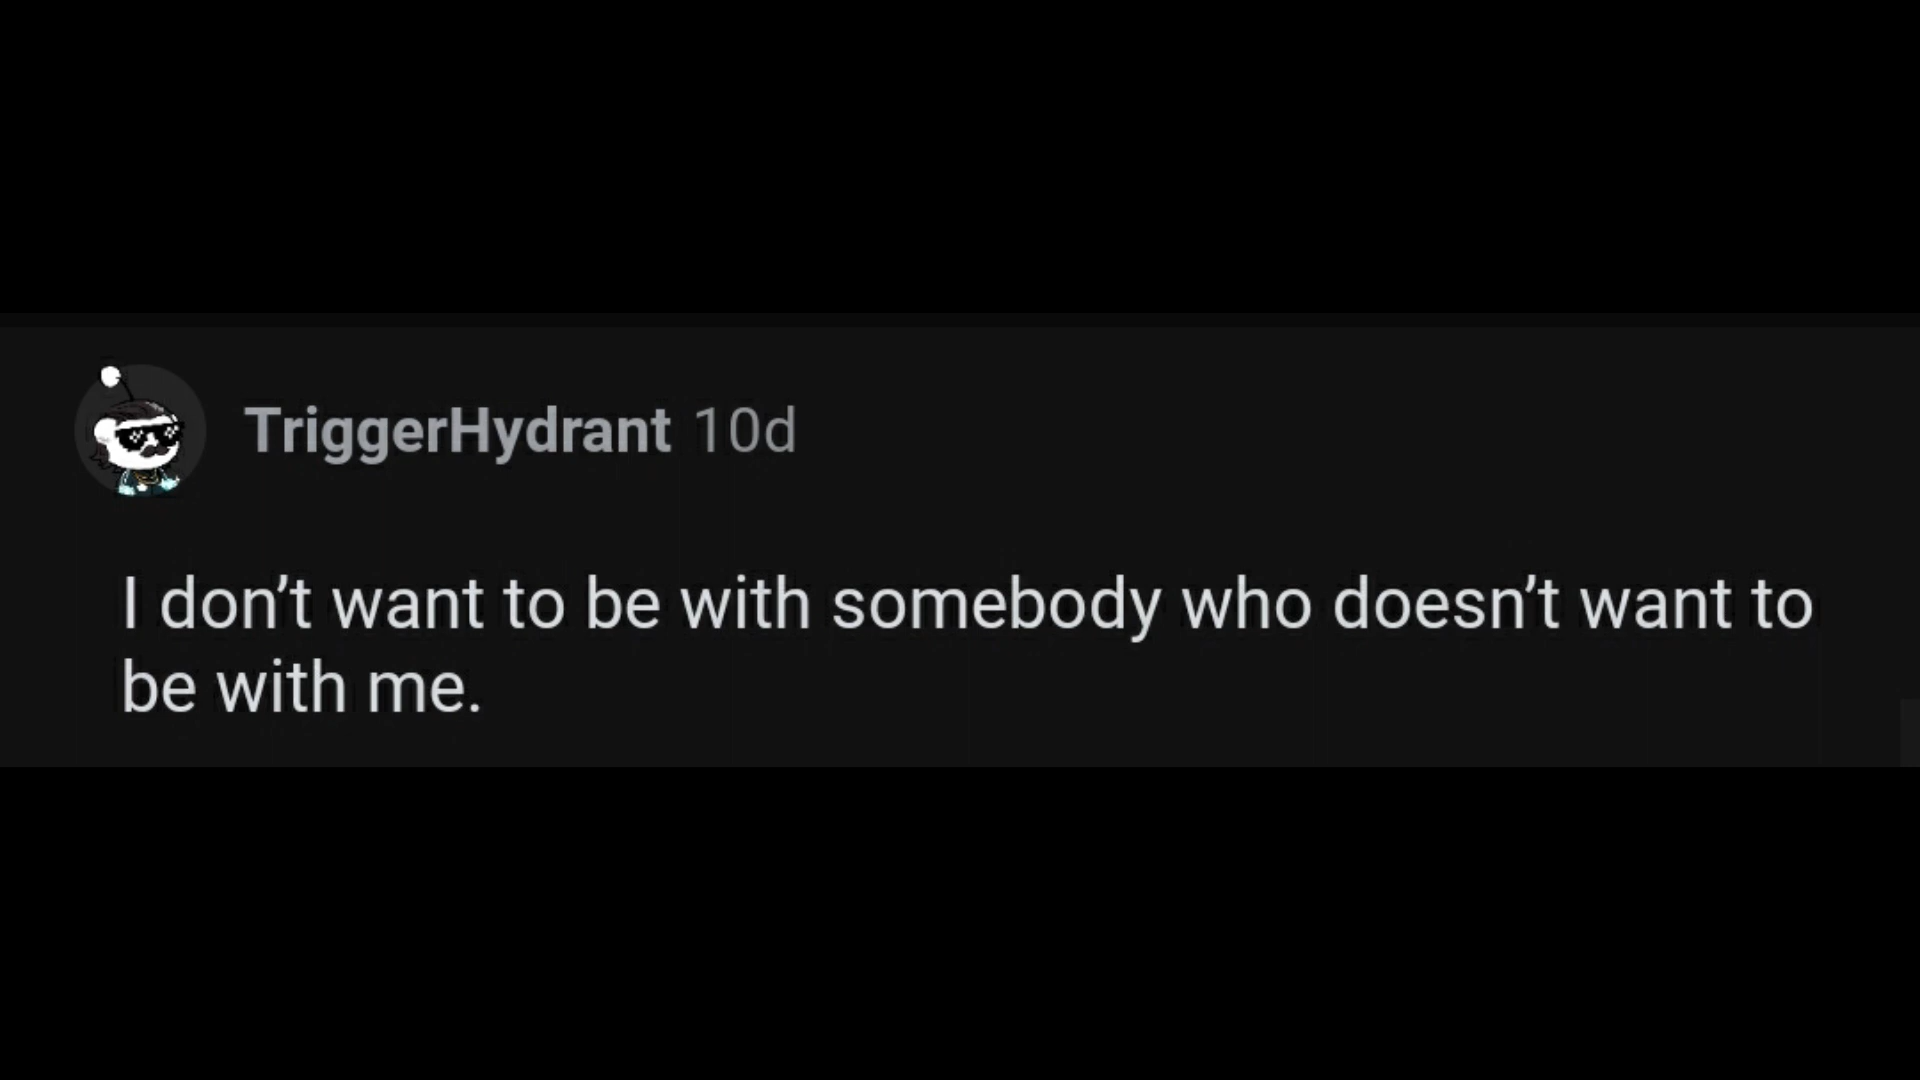 TriggerHydrant 10d
I don’t want to be with somebody who doesn’t want to
be with me.